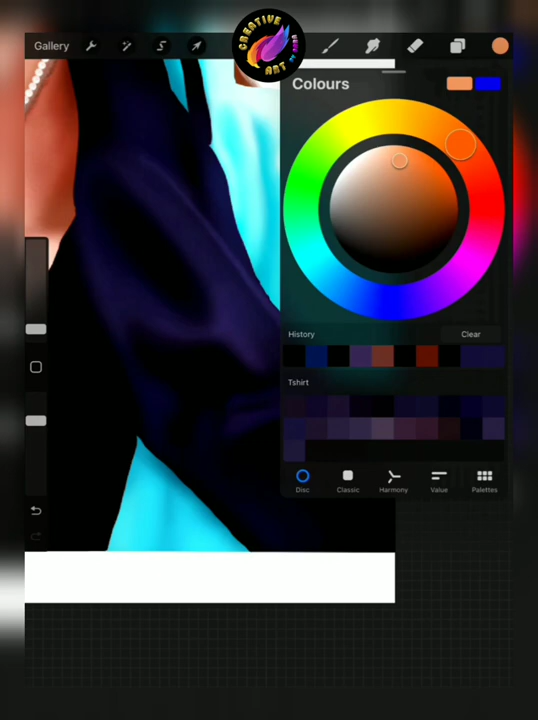 CREATIVE
ART
Gallery
Colours
History
Clear
Tshirt
Disc
Classic
Harmony
Value
Palettes